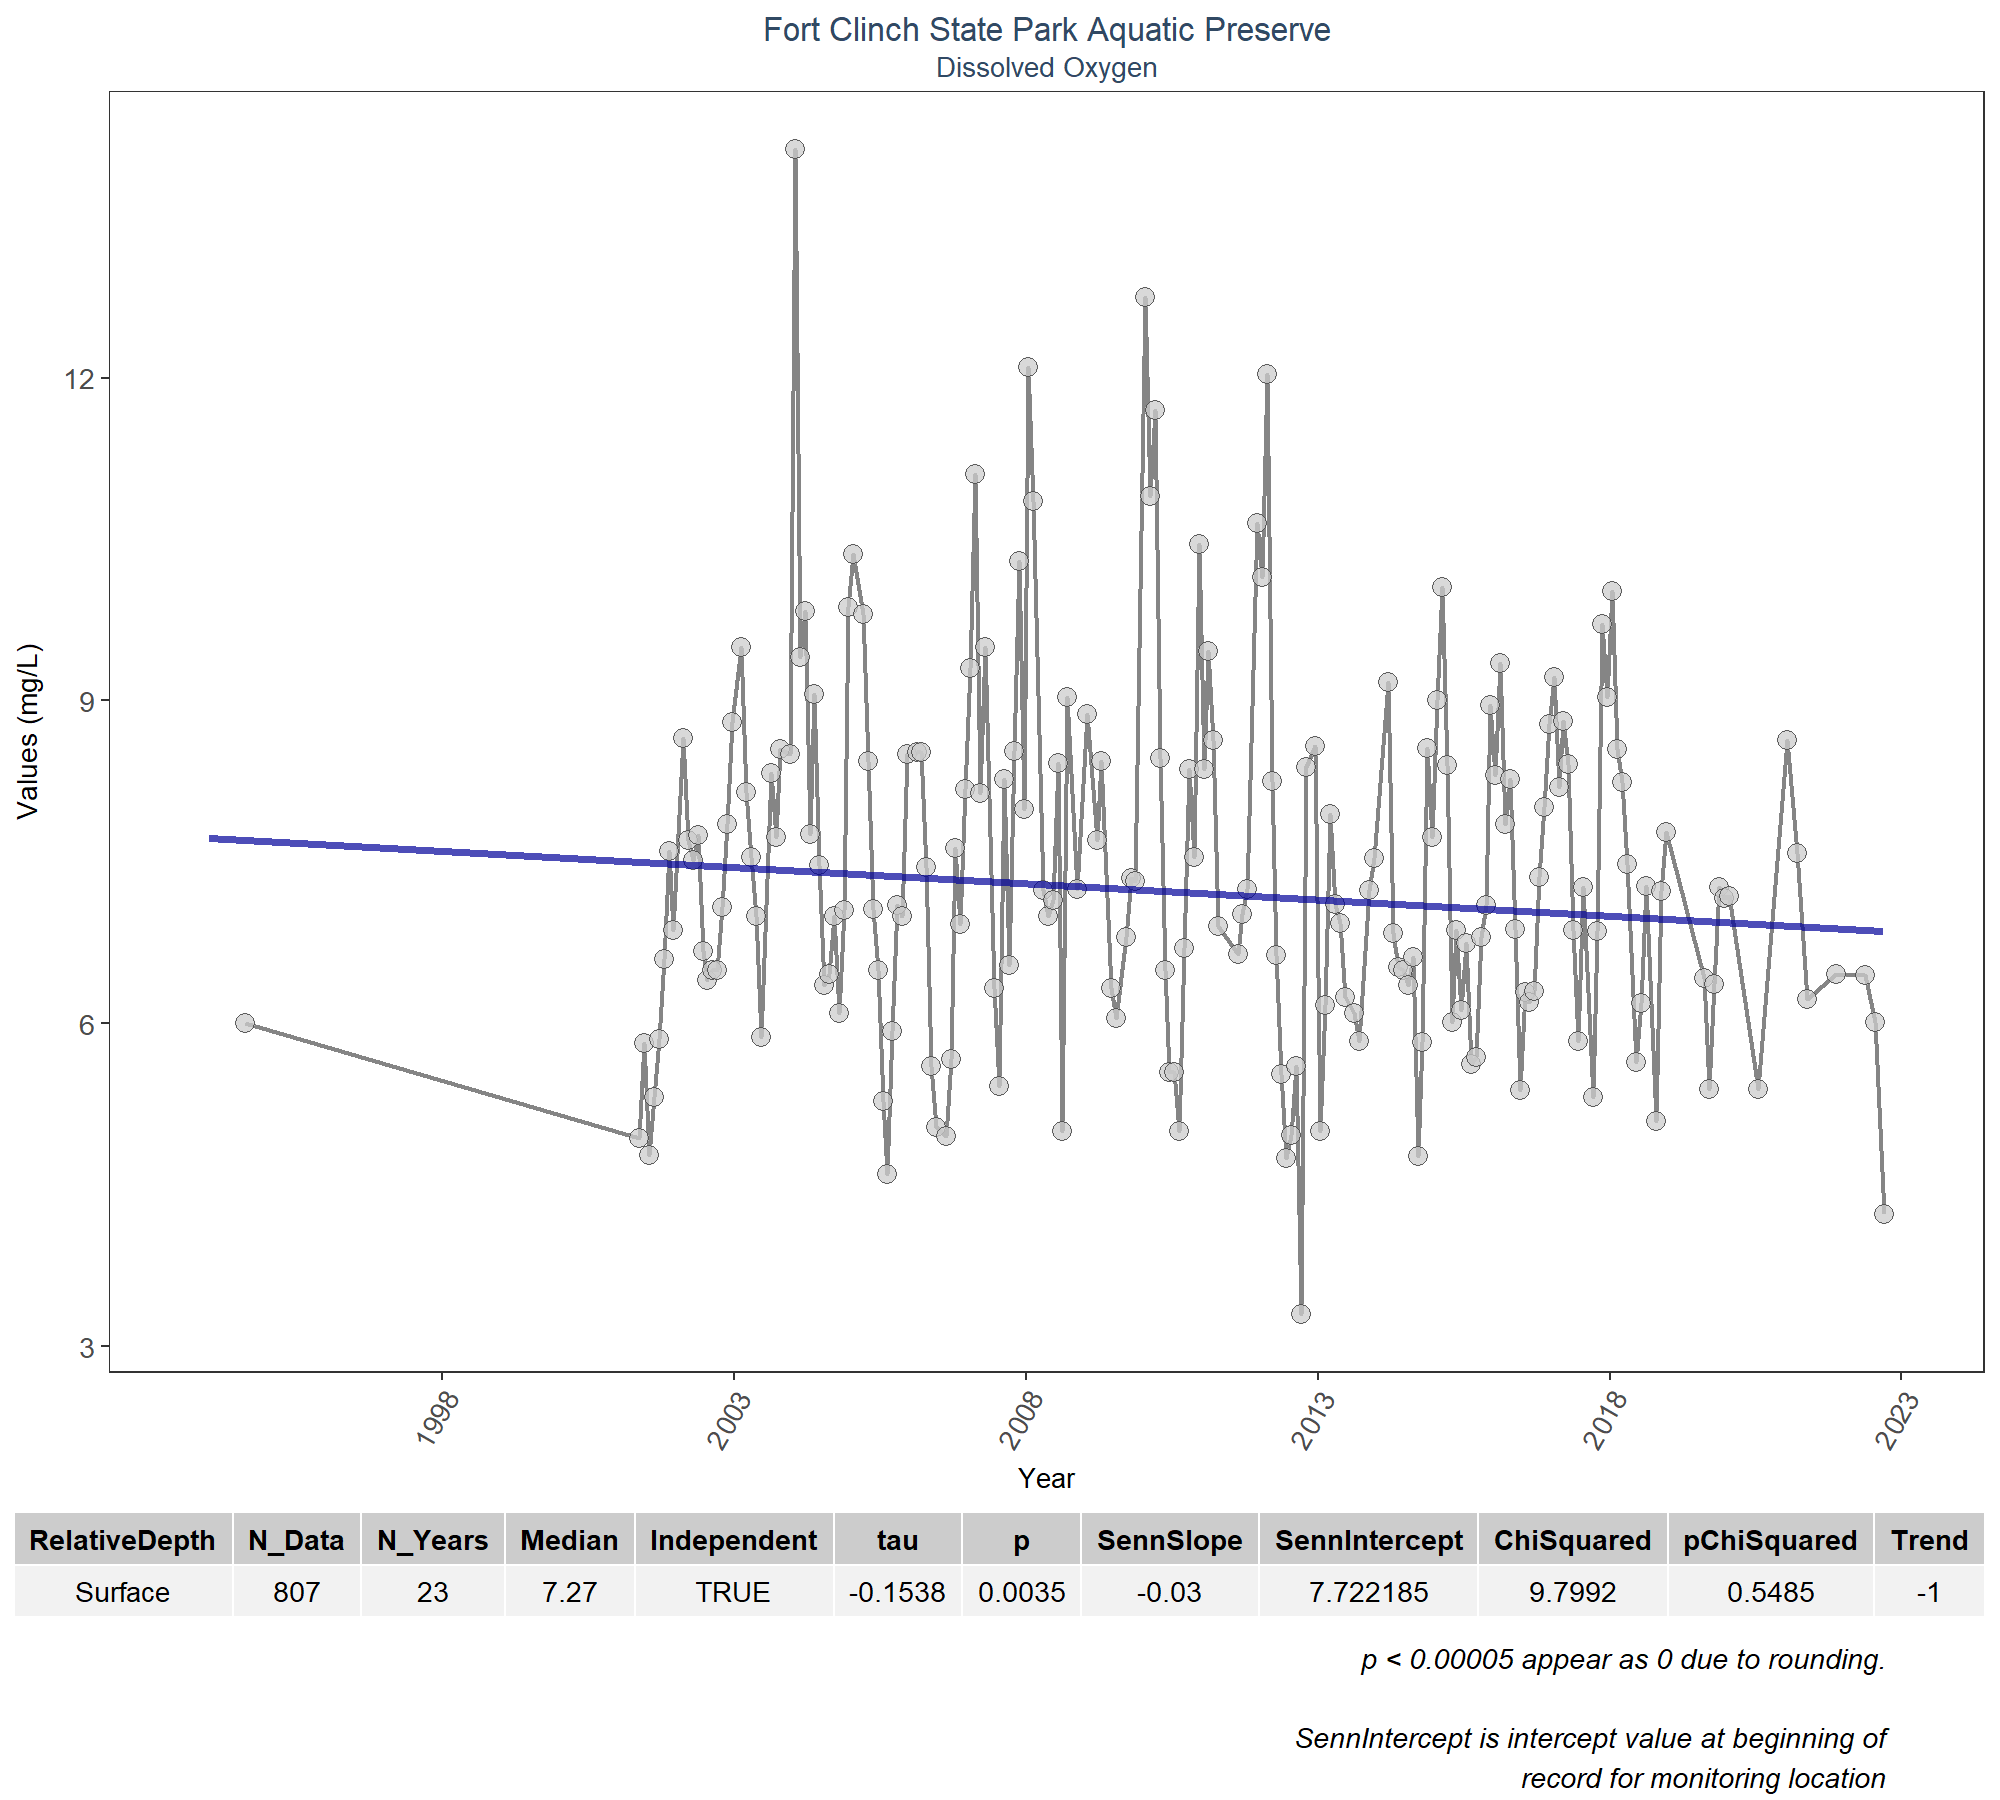 Fort Clinch State Park Aquatic Preserve
Dissolved Oxygen
Values (mg/L)
12
9
6
3
1998 2003 2008 2013 2018 2023
Year
RelativeDepth N_Data N_Years Median Independent tau p SennSlope SennIntercept ChiSquared pChiSquared Trend
Surface 807 23 7.27 TRUE -0.1538 0.0035 -0.03 7.722185 9.7992 0.5485 -1
p < 0.00005 appear as 0 due to rounding.
SennIntercept is intercept value at beginning of
record for monitoring location